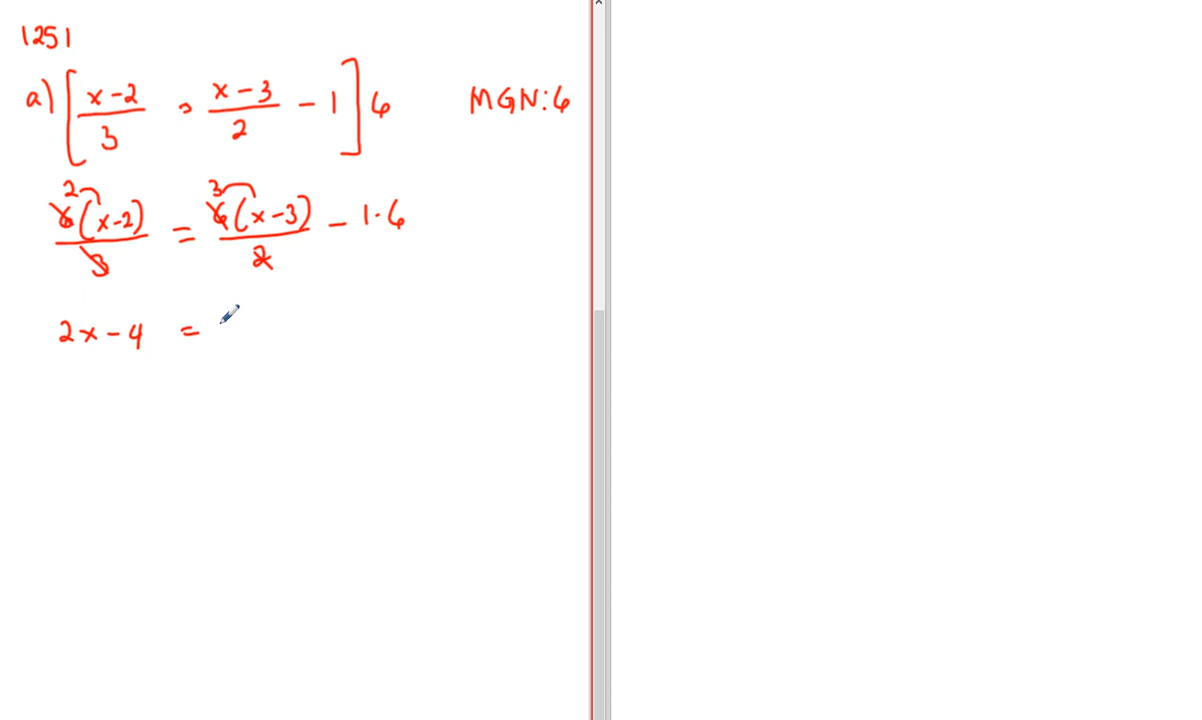 1251
a) [x-2/3 = x-3/2 - 1] 6 MGN: 6
2 3
6(x-2)/3 = 6(x-3)/2 - 1·6
2x - 4 =